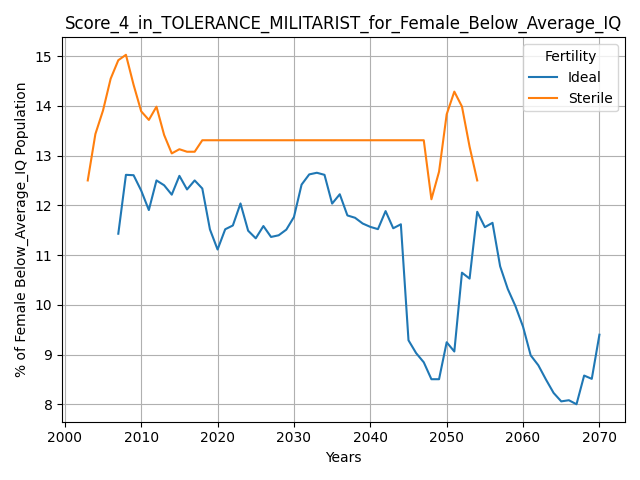 Score_4_in_TOLERANCE_MILITARIST_for_Female_Below_Average_IQ
% of Female Below_Average_IQ Population
15
14
13
12
11
10
9
8
Fertility
Ideal
Sterile
2000 2010 2020 2030 2040 2050 2060 2070
Years